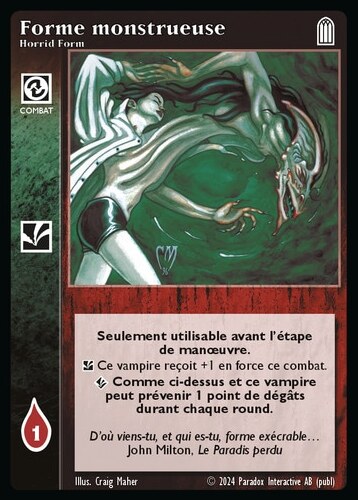 Forme monstrueuse
Horrid Form
COMBAT
CM
Seulement utilisable avant l'étape
de manœuvre.
Ce vampire reçoit +1 en force ce combat.
Comme ci-dessus et ce vampire
peut prévenir 1 point de dégâts
durant chaque round.
1
D'où viens-tu, et qui es-tu, forme exécrable…
John Milton, Le Paradis perdu
Illus. Craig Maher
© 2024 Paradox Interactive AB (publ)